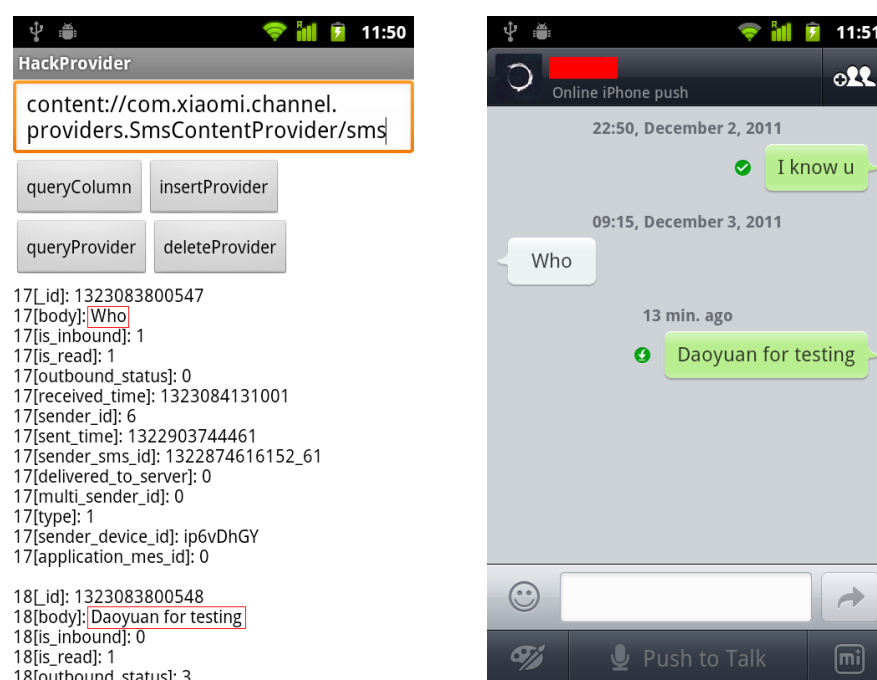 11:50
HackProvider
content://com.xiaomi.channel.
providers.SmsContentProvider/sms
queryColumn
insertProvider
queryProvider
deleteProvider
17[_id]: 1323083800547
17[body]: Who
17[is_inbound]: 1
17[is_read]: 1
17[outbound_status]: 0
17[received_time]: 1323084131001
17[sender_id]: 6
17[sent_time]: 1322903744461
17[sender_sms_id]: 1322874616152_61
17[delivered_to_server]: 0
17[multi_sender_id]: 0
17[type]: 1
17[sender_device_id]: ip6vDhGY
17[application_mes_id]: 0
18[_id]: 1323083800548
18[body]: Daoyuan for testing
18[is_inbound]: 0
18[is_read]: 1
18[outbound_status]: 3
R
11:51
Online iPhone push
22:50, December 2, 2011
I know u
09:15, December 3, 2011
Who
13 min. ago
Daoyuan for testing
Push to Talk
mi